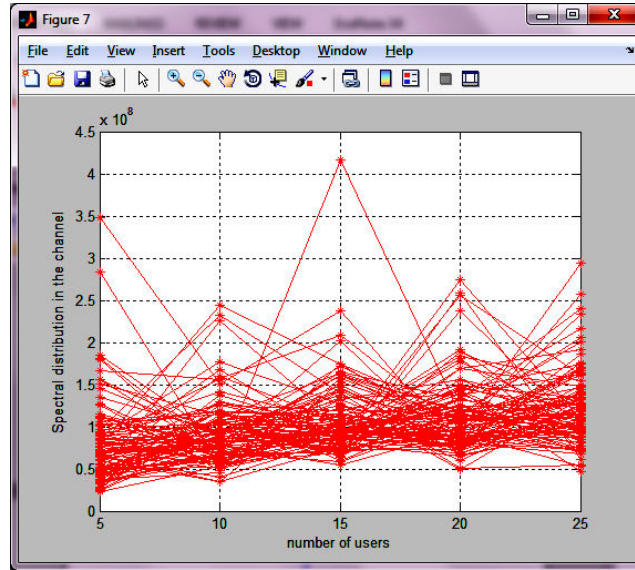 Figure 7
File Edit View Insert Tools Desktop Window Help
x 10^8
4.5
4
3.5
3
2.5
2
1.5
1
0.5
0
Spectral distribution in the channel
5 10 15 20 25
number of users